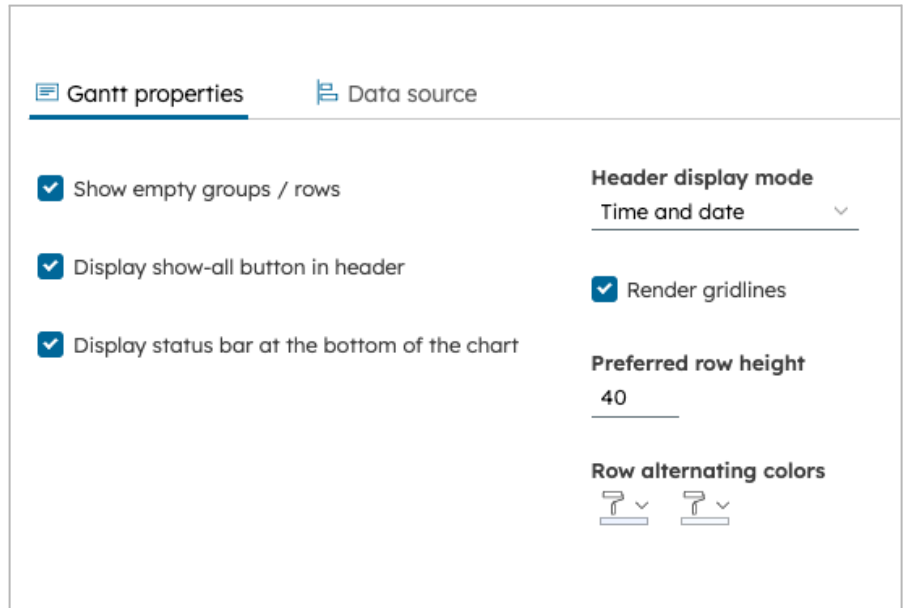 Gantt properties
Data source
Show empty groups / rows
Display show-all button in header
Display status bar at the bottom of the chart
Header display mode
Time and date
Render gridlines
Preferred row height
40
Row alternating colors